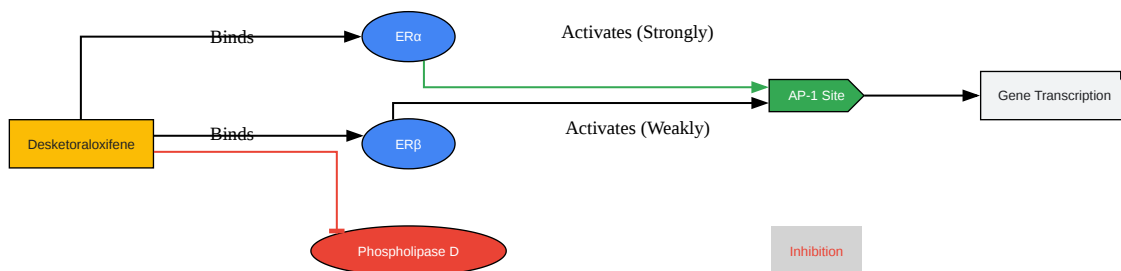 Binds
ERα
Activates (Strongly)
AP-1 Site
Gene Transcription
Desketoraloxifene
Binds
ERβ
Activates (Weakly)
Phospholipase D
Inhibition